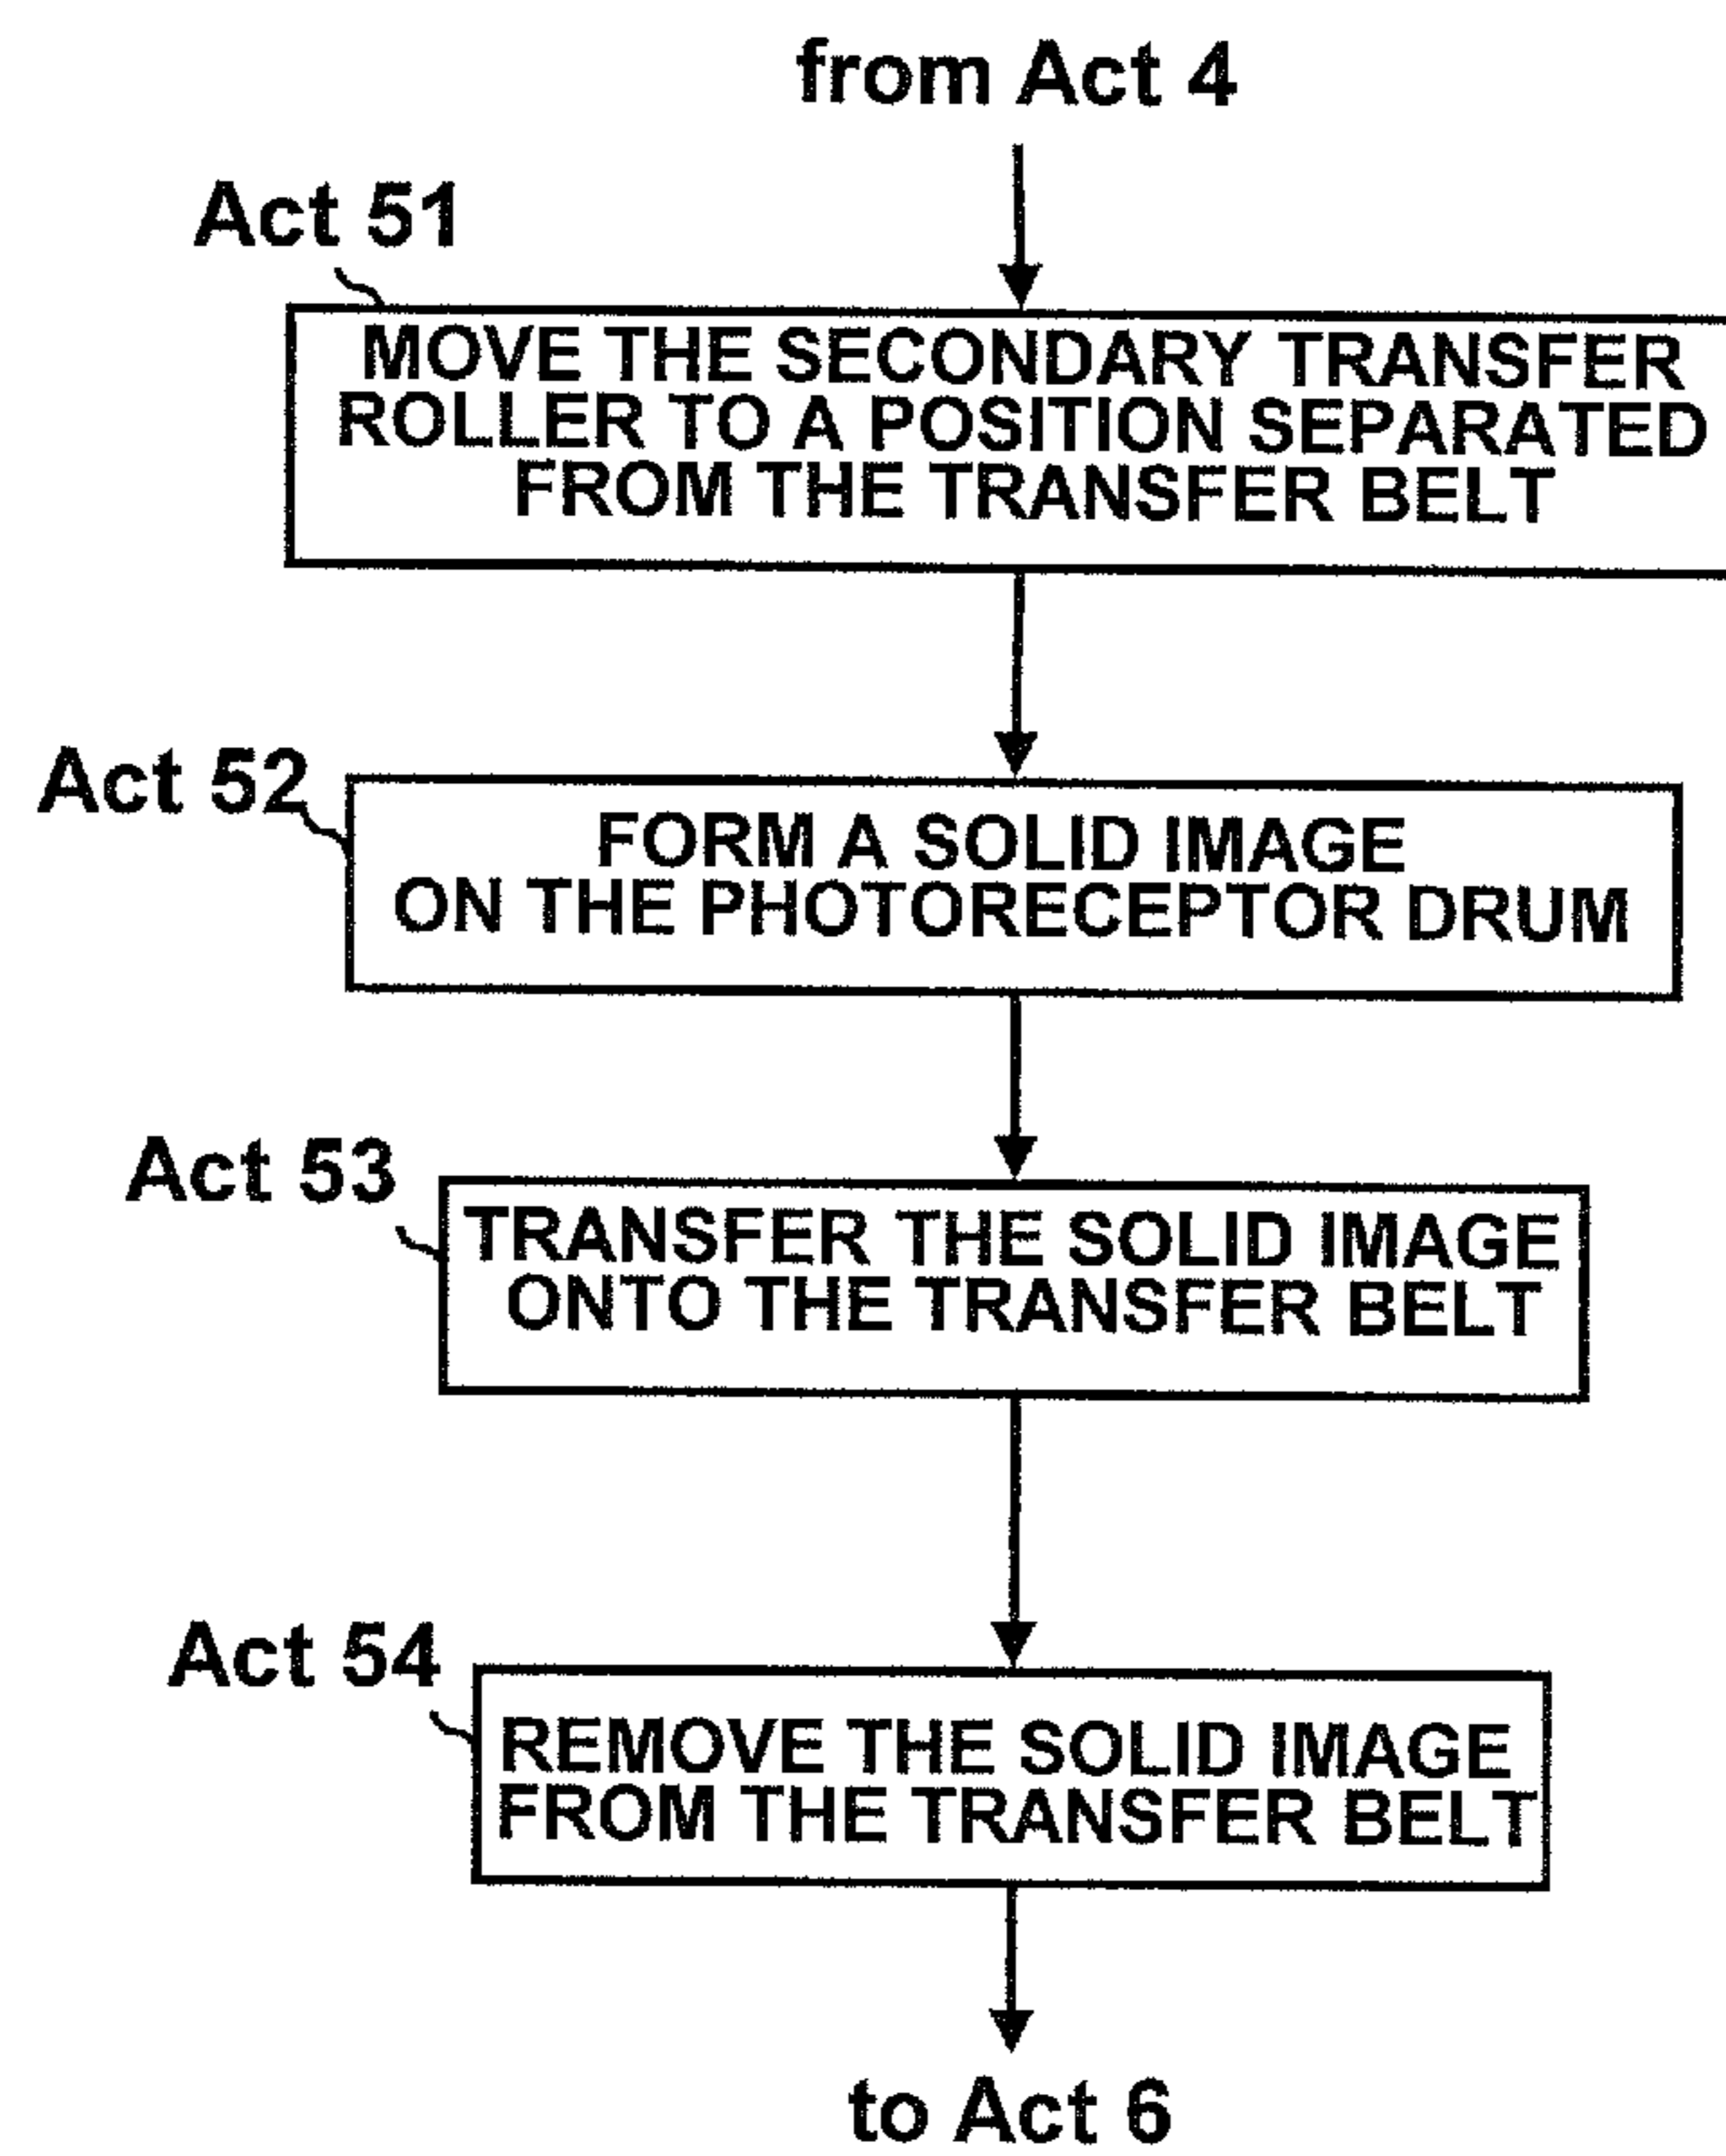 from Act 4
Act 51
MOVE THE SECONDARY TRANSFER
ROLLER TO A POSITION SEPARATED
FROM THE TRANSFER BELT
Act 52
FORM A SOLID IMAGE
ON THE PHOTORECEPTOR DRUM
Act 53
TRANSFER THE SOLID IMAGE
ONTO THE TRANSFER BELT
Act 54
REMOVE THE SOLID IMAGE
FROM THE TRANSFER BELT
to Act 6